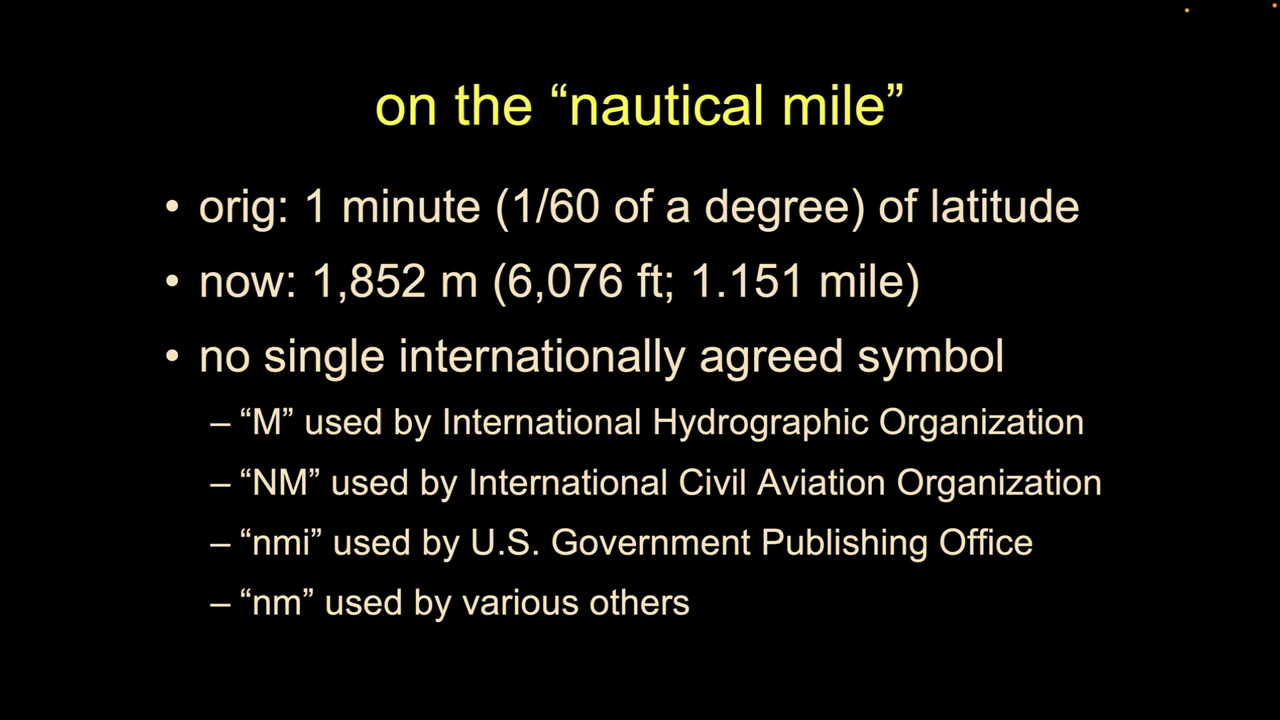 on the “nautical mile”
• orig: 1 minute (1/60 of a degree) of latitude
• now: 1,852 m (6,076 ft; 1.151 mile)
• no single internationally agreed symbol
– “M” used by International Hydrographic Organization
– “NM” used by International Civil Aviation Organization
– “nmi” used by U.S. Government Publishing Office
– “nm” used by various others